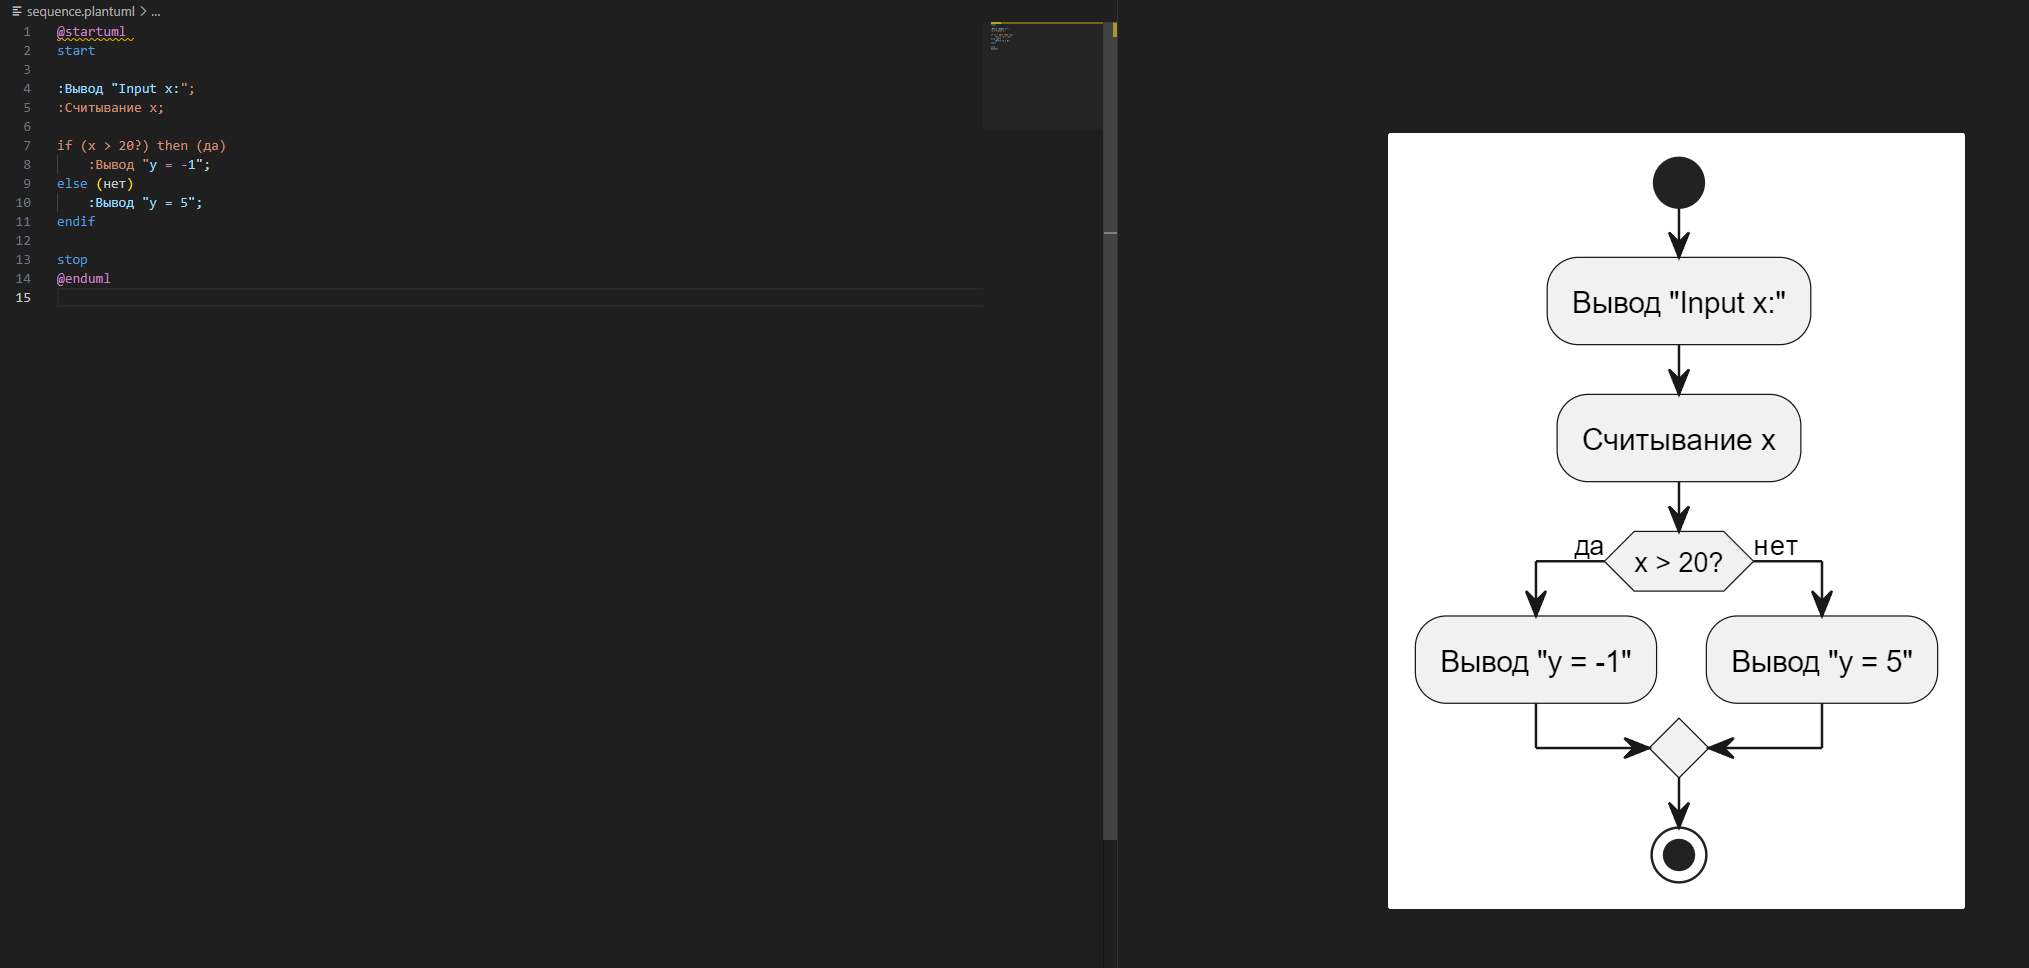 sequence.plantuml > ...
1 @startuml
2 start
3
4 :Вывод "Input x:";
5 :Считывание x;
6
7 if (x > 20?) then (да)
8 :Вывод "y = -1";
9 else (нет)
10 :Вывод "y = 5";
11 endif
12
13 stop
14 @enduml
15
Вывод "Input x:"
Считывание x
да
x > 20?
нет
Вывод "y = -1"
Вывод "y = 5"